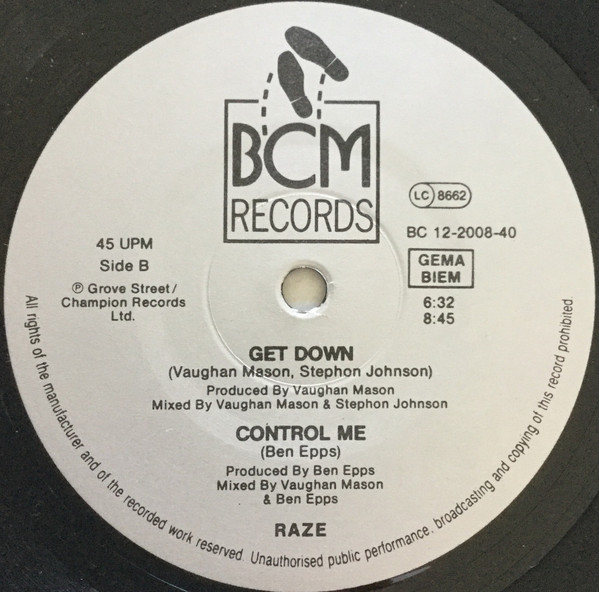 BCM
RECORDS
LC 8662
BC 12-2008-40
GEMA
BIEM
6:32
8:45
45 UPM
Side B
℗ Grove Street/
Champion Records
Ltd.
GET DOWN
(Vaughan Mason, Stephon Johnson)
Produced By Vaughan Mason
Mixed By Vaughan Mason & Stephon Johnson
CONTROL ME
(Ben Epps)
Produced By Ben Epps
Mixed By Vaughan Mason
& Ben Epps
RAZE
All rights of the manufacturer and of the recorded work reserved. Unauthorised public performance, broadcasting and copying of this record prohibited